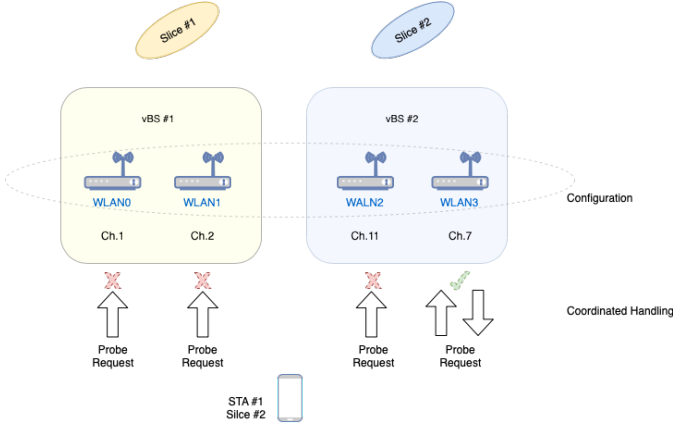 Slice #1
Slice #2
vBS #1
vBS #2
WLAN0
WLAN1
WALN2
WLAN3
Configuration
Ch.1
Ch.2
Ch.11
Ch.7
Coordinated Handling
Probe
Request
Probe
Request
Probe
Request
Probe
Request
STA #1
Silce #2